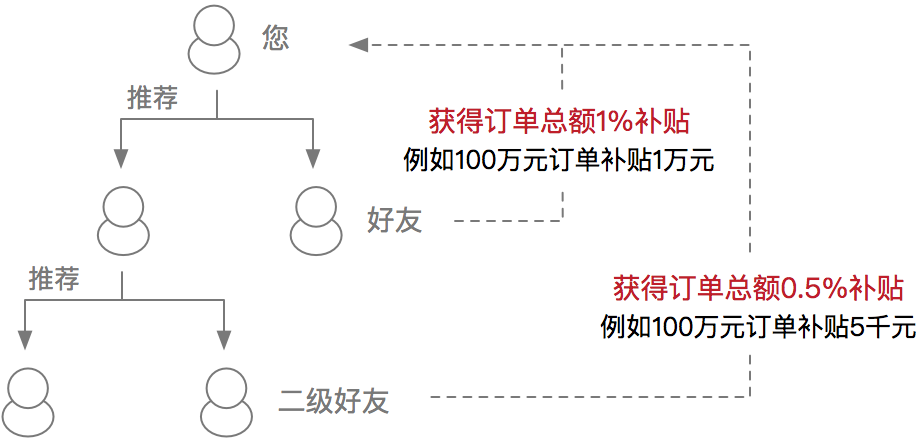 您
推荐
获得订单总额1%补贴
例如100万元订单补贴1万元
好友
推荐
获得订单总额0.5%补贴
例如100万元订单补贴5千元
二级好友